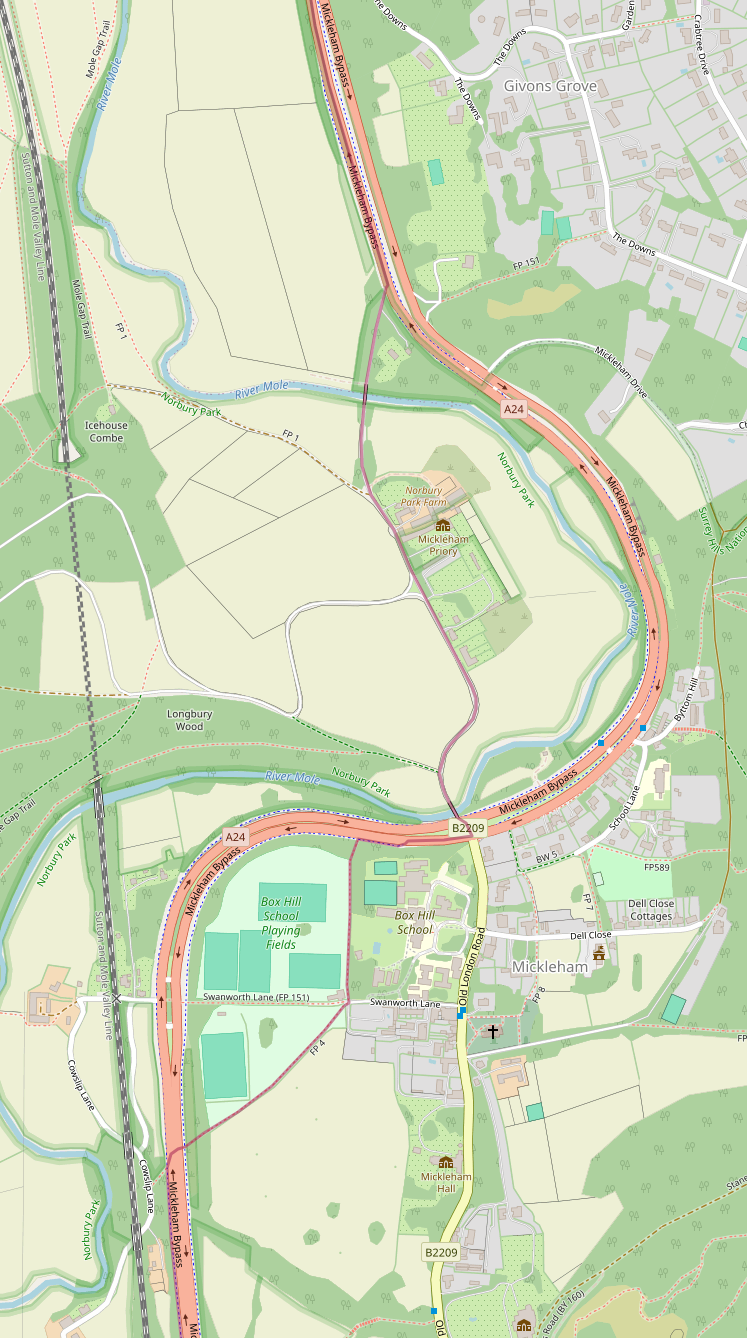 Mickleham Bypass
The Downs
Garden
Crabtree Drive
Mole Gap Trail
River Mole
The Downs
The Downs
Givons Grove
Sutton and Mole Valley Line
Mickleham Bypass
The Downs
FP 151
Mole Gap Trail
FP 1
Mickleham Drive
River Mole
Norbury Park
A24
Icehouse
Combe
FP 1
Norbury Park
Mickleham Bypass
Norbury
Park Farm
Surrey Hills Nation
Mickleham
Priory
River Mole
Byttom Hill
Longbury
Wood
River Mole
Norbury Park
Mickleham Bypass
School Lane
e Gap Trail
A24
B2209
Mickleham Bypass
Norbury Park
BW 5
FP589
Box Hill
School
Playing
Fields
Box Hill
School
FP 7
Dell Close
Cottages
Dell Close
Sutton and Mole Valley Line
Old London Road
Mickleham
Swanworth Lane (FP 151)
Swanworth Lane
FP 8
FP 4
FP
Cowslip Lane
Cowslip Lane
Mickleham
Hall
Stane
Norbury Park
Mickleham Bypass
B2209
Road (BY 160)
Mi
Old